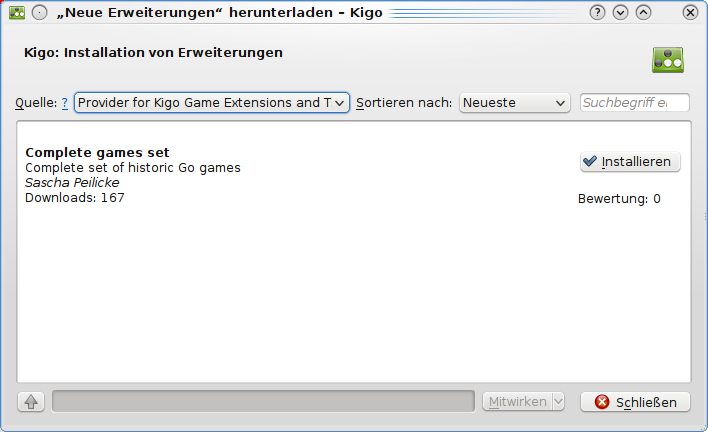 „Neue Erweiterungen“ herunterladen – Kigo
Kigo: Installation von Erweiterungen
Quelle: ? Provider for Kigo Game Extensions and T Sortieren nach: Neueste Suchbegriff ei
Complete games set
Complete set of historic Go games
Installieren
Sascha Peilicke
Downloads: 167
Bewertung: 0
Mitwirken
Schließen